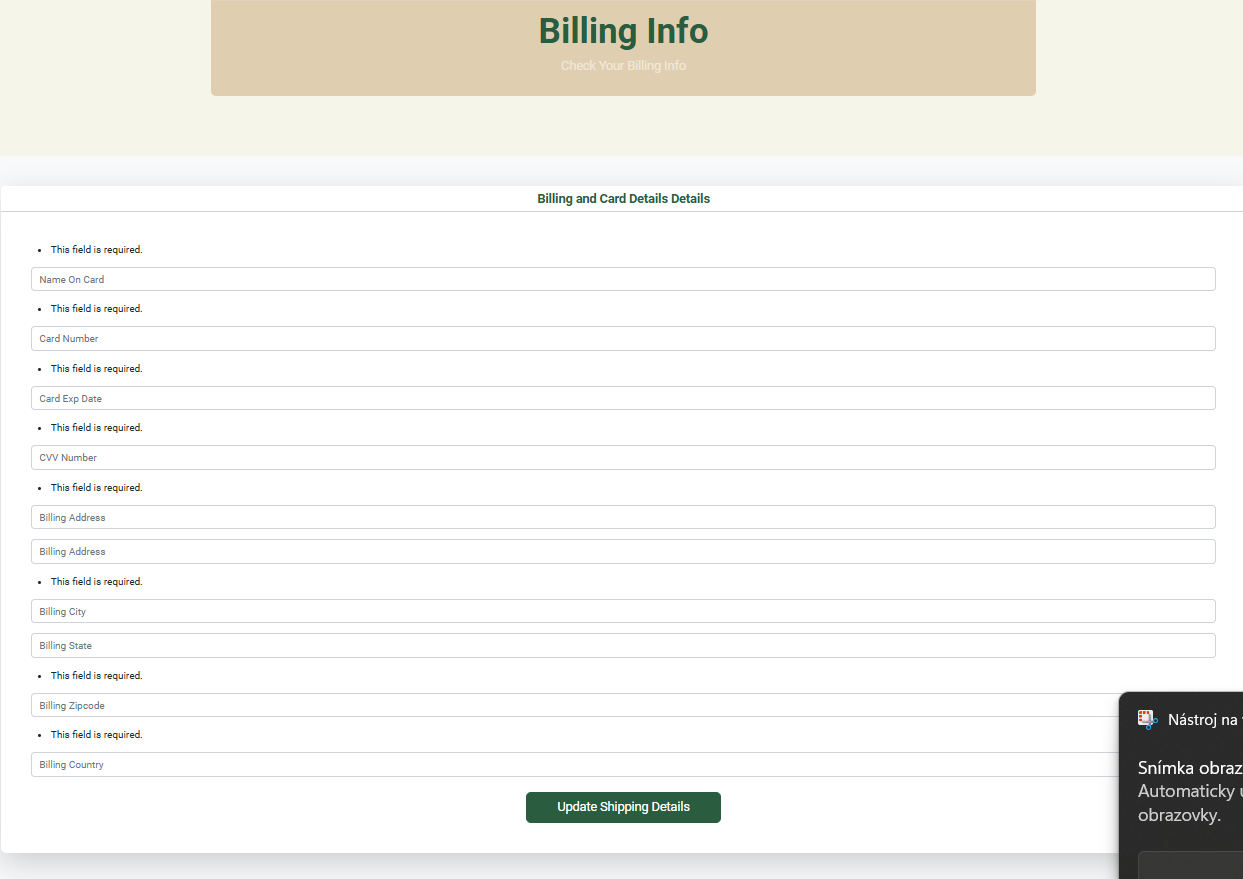 Billing Info
Check Your Billing Info
Billing and Card Details Details
• This field is required.
Name On Card
• This field is required.
Card Number
• This field is required.
Card Exp Date
• This field is required.
CVV Number
• This field is required.
Billing Address
Billing Address
• This field is required.
Billing City
Billing State
• This field is required.
Billing Zipcode
• This field is required.
Billing Country
Update Shipping Details
Nástroj na
Snímka obraz
Automaticky
obrazovky.